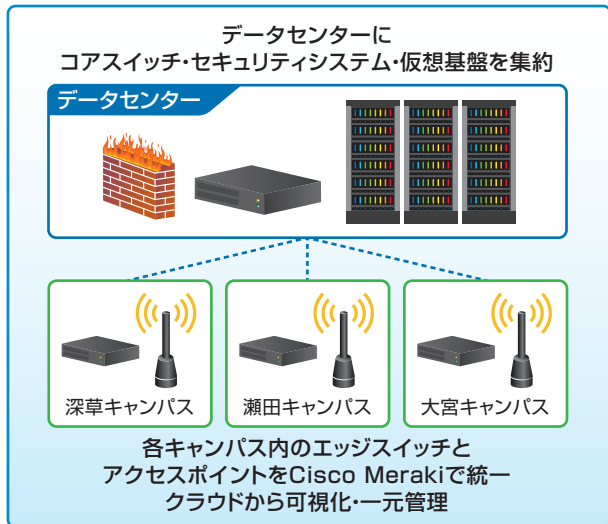 データセンターに
コアスイッチ・セキュリティシステム・仮想基盤を集約
データセンター
深草キャンパス
瀬田キャンパス
大宮キャンパス
各キャンパス内のエッジスイッチと
アクセスポイントをCisco Merakiで統一
クラウドから可視化・一元管理